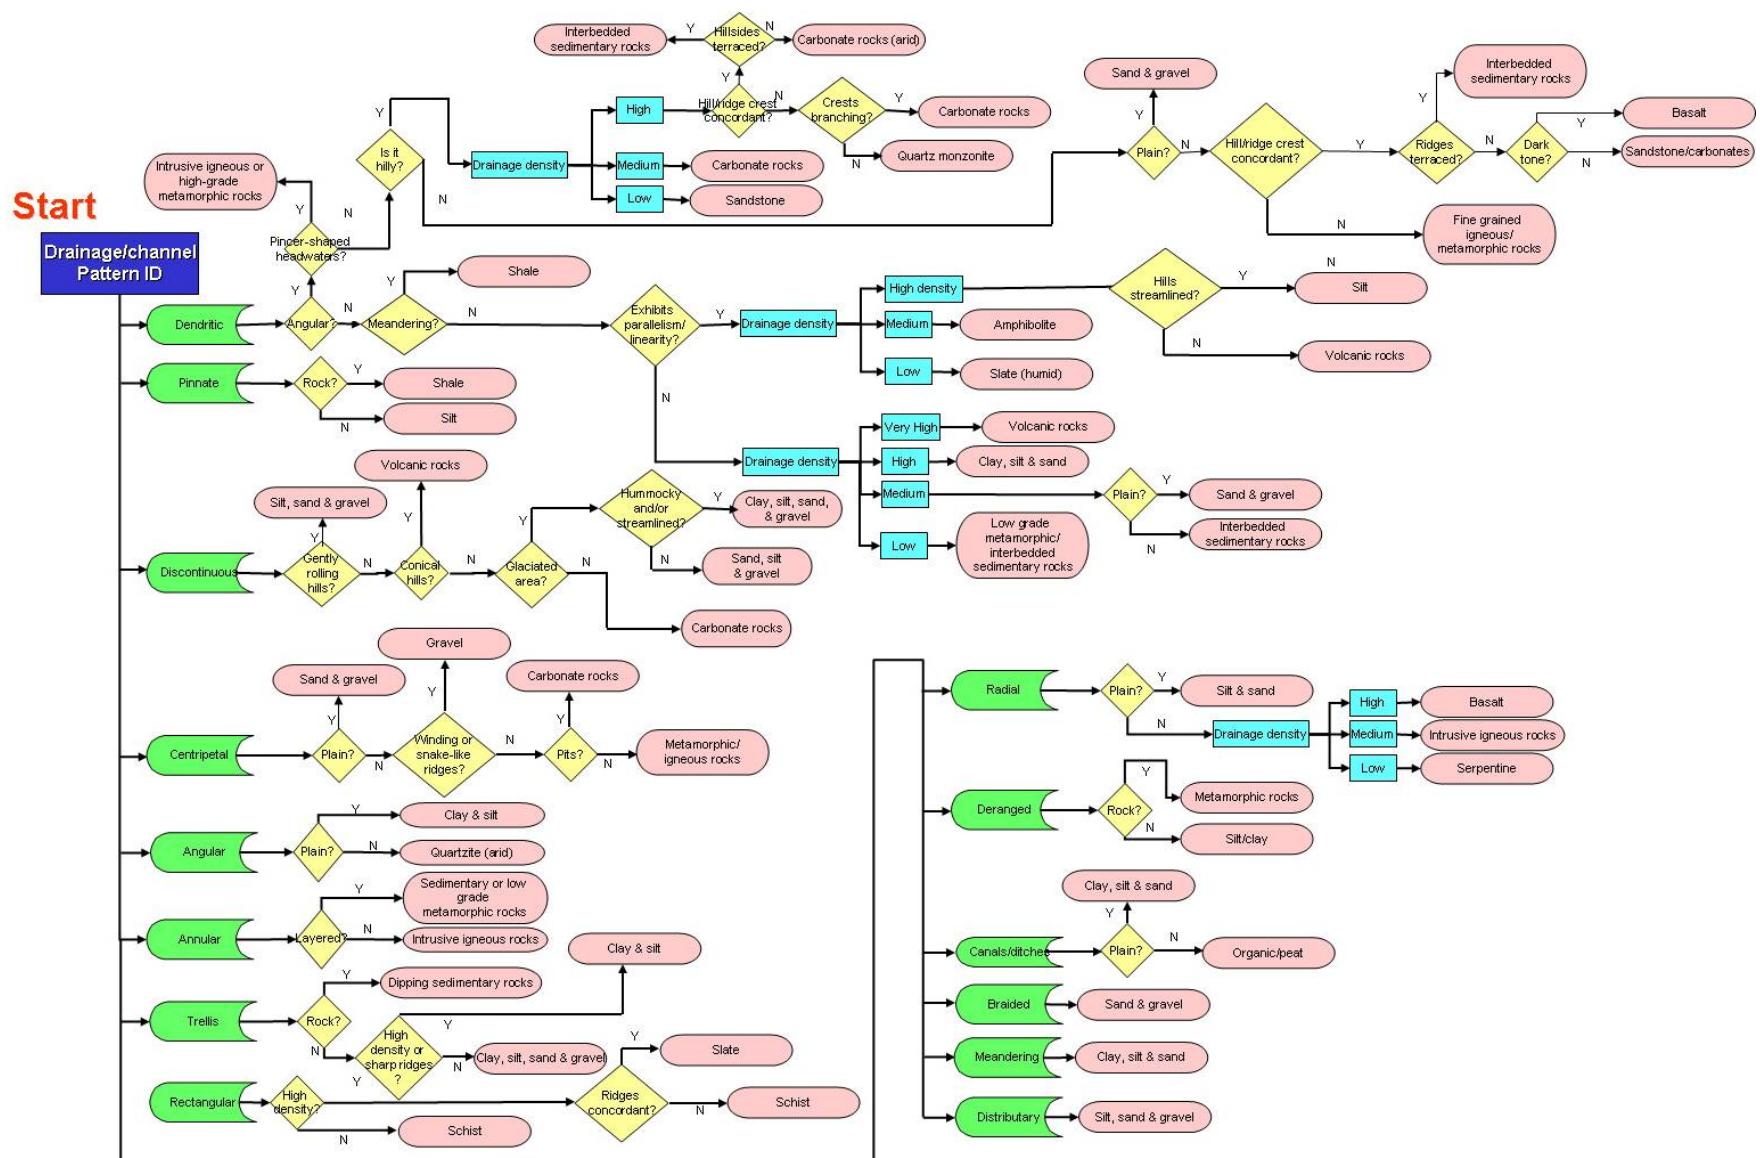 Start
Drainage/channel
Pattern ID
Dendritic
Angular?
Y
N
Pincer-shaped
headwaters?
Y
N
Intrusive igneous or
high-grade
metamorphic rocks
Is it
hilly?
Y
N
Drainage density
High
Medium
Low
Hill/ridge crest
concordant?
Y
N
Hillsides
terraced?
Y
N
Interbedded
sedimentary rocks
Carbonate rocks (arid)
Crests
branching?
Y
N
Carbonate rocks
Quartz monzonite
Carbonate rocks
Sandstone
Plain?
Y
N
Sand & gravel
Hill/ridge crest
concordant?
Y
N
Ridges
terraced?
Y
N
Interbedded
sedimentary rocks
Dark
tone?
Y
N
Basalt
Sandstone/carbonates
Fine grained
igneous/
metamorphic rocks
Meandering?
Y
N
Shale
Exhibits
parallelism/
linearity?
Y
N
Drainage density
High density
Medium
Low
Hills
streamlined?
Y
N
N
Silt
Volcanic rocks
Amphibolite
Slate (humid)
Drainage density
Very High
High
Medium
Low
Volcanic rocks
Clay, silt & sand
Plain?
Y
N
Sand & gravel
Interbedded
sedimentary rocks
Low grade
metamorphic/
interbedded
sedimentary rocks
Pinnate
Rock?
Y
N
Shale
Silt
Discontinuous
Gently
rolling
hills?
Y
N
Silt, sand & gravel
Conical
hills?
Y
N
Volcanic rocks
Glaciated
area?
Y
N
Hummocky
and/or
streamlined?
Y
N
Clay, silt, sand,
& gravel
Sand, silt
& gravel
Carbonate rocks
Centripetal
Plain?
Y
N
Sand & gravel
Winding or
snake-like
ridges?
Y
N
Gravel
Pits?
Y
N
Carbonate rocks
Metamorphic/
igneous rocks
Angular
Plain?
Y
N
Clay & silt
Quartzite (arid)
Annular
Layered?
Y
N
Sedimentary or low
grade
metamorphic rocks
Intrusive igneous rocks
Trellis
Rock?
Y
N
Dipping sedimentary rocks
High
density or
sharp ridges
?
Y
N
Clay & silt
Clay, silt, sand & gravel
Rectangular
High
density?
Y
N
Schist
Ridges
concordant?
Y
N
Slate
Schist
Radial
Plain?
Y
N
Silt & sand
Drainage density
High
Medium
Low
Basalt
Intrusive igneous rocks
Serpentine
Deranged
Rock?
Y
N
Metamorphic rocks
Silt/clay
Canals/ditches
Plain?
Y
N
Clay, silt & sand
Organic/peat
Braided
Sand & gravel
Meandering
Clay, silt & sand
Distributary
Silt, sand & gravel